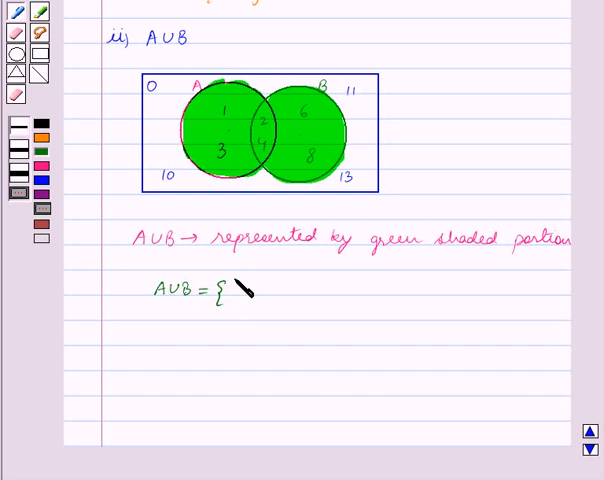 ii) A∪B
0 A B 11
1 2 6
3 4 8
10 13
A∪B → represented by green shaded portion
A∪B = {